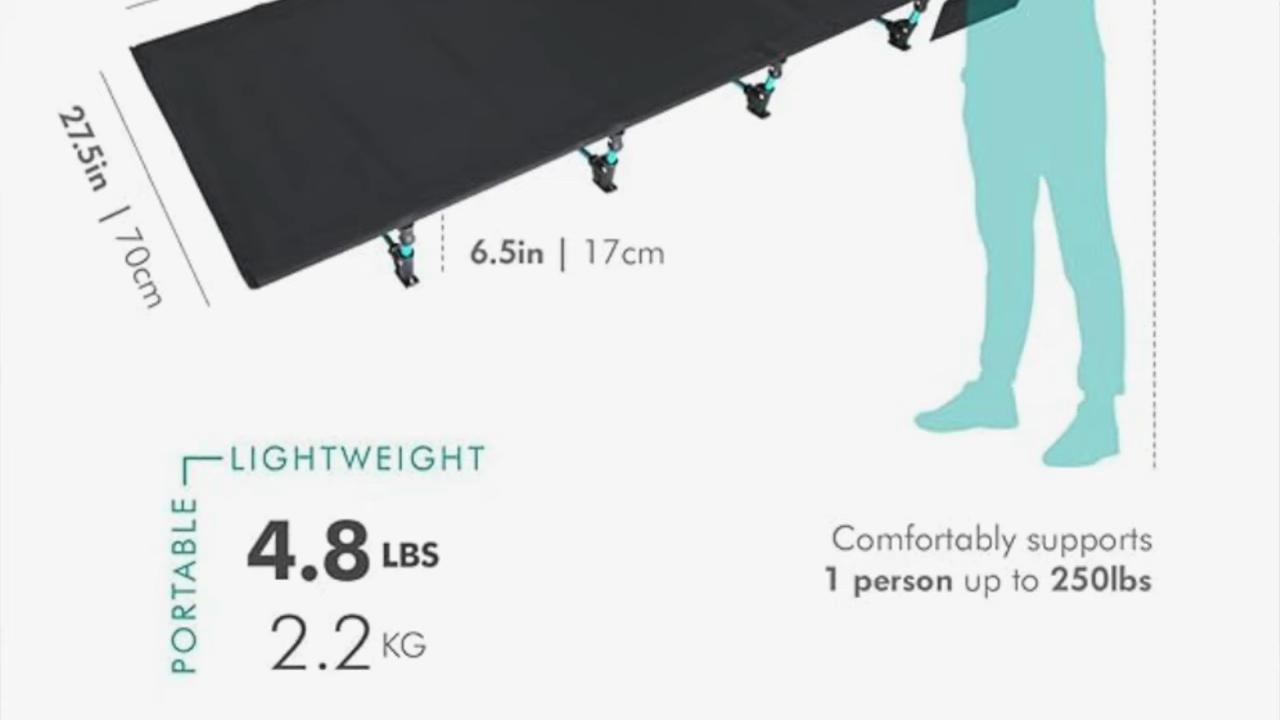 27.5in | 70cm
6.5in | 17cm
LIGHTWEIGHT
PORTABLE
4.8 LBS
2.2 KG
Comfortably supports
1 person up to 250lbs